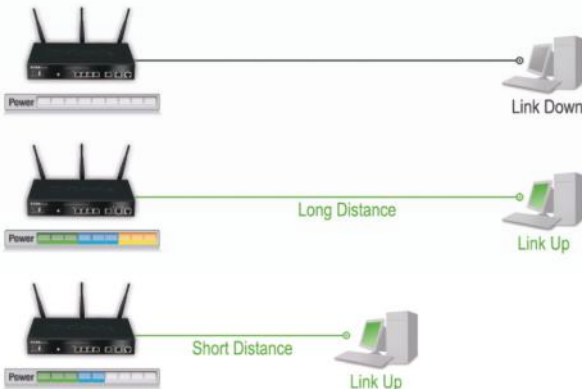 Power
Link Down
Long Distance
Power
Link Up
Short Distance
Power
Link Up